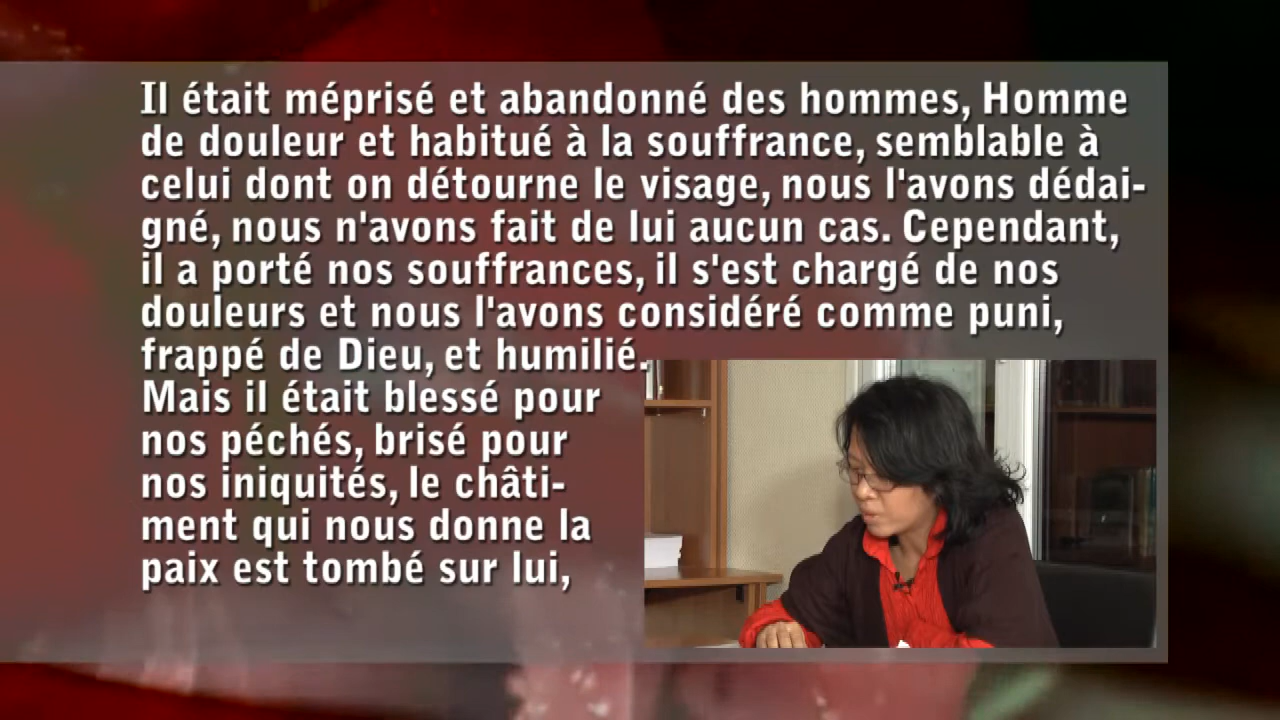 Il était méprisé et abandonné des hommes, Homme
de douleur et habitué à la souffrance, semblable à
celui dont on détourne le visage, nous l'avons dédai-
gné, nous n'avons fait de lui aucun cas. Cependant,
il a porté nos souffrances, il s'est chargé de nos
douleurs et nous l'avons considéré comme puni,
frappé de Dieu, et humilié.
Mais il était blessé pour
nos péchés, brisé pour
nos iniquités, le châti-
ment qui nous donne la
paix est tombé sur lui,